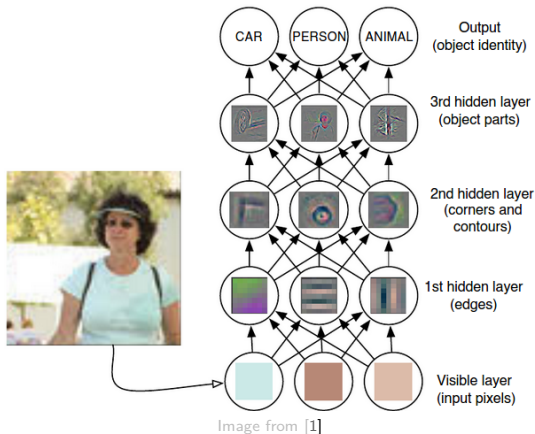 CAR
PERSON
ANIMAL
Output
(object identity)
3rd hidden layer
(object parts)
2nd hidden layer
(corners and
contours)
1st hidden layer
(edges)
Visible layer
(input pixels)
Image from [1]